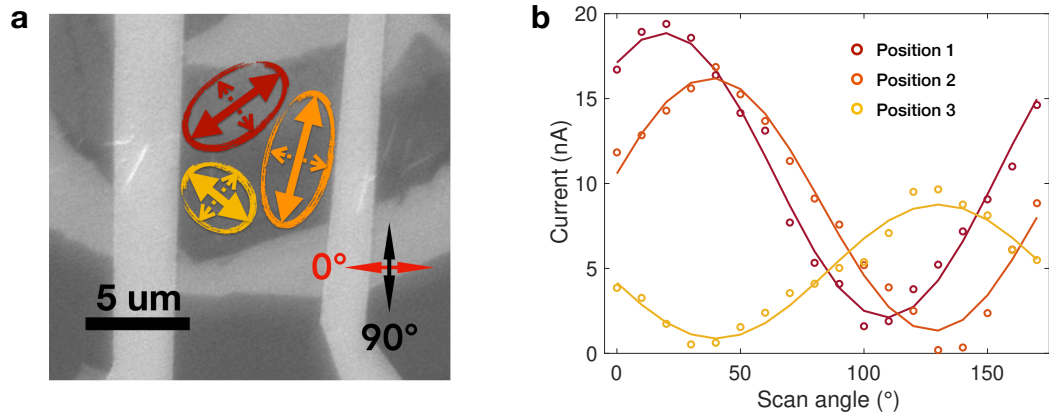 a
0°
5 um
90°
b
Current (nA)
20
15
10
5
0
Position 1
Position 2
Position 3
0
50
100
150
Scan angle (°)